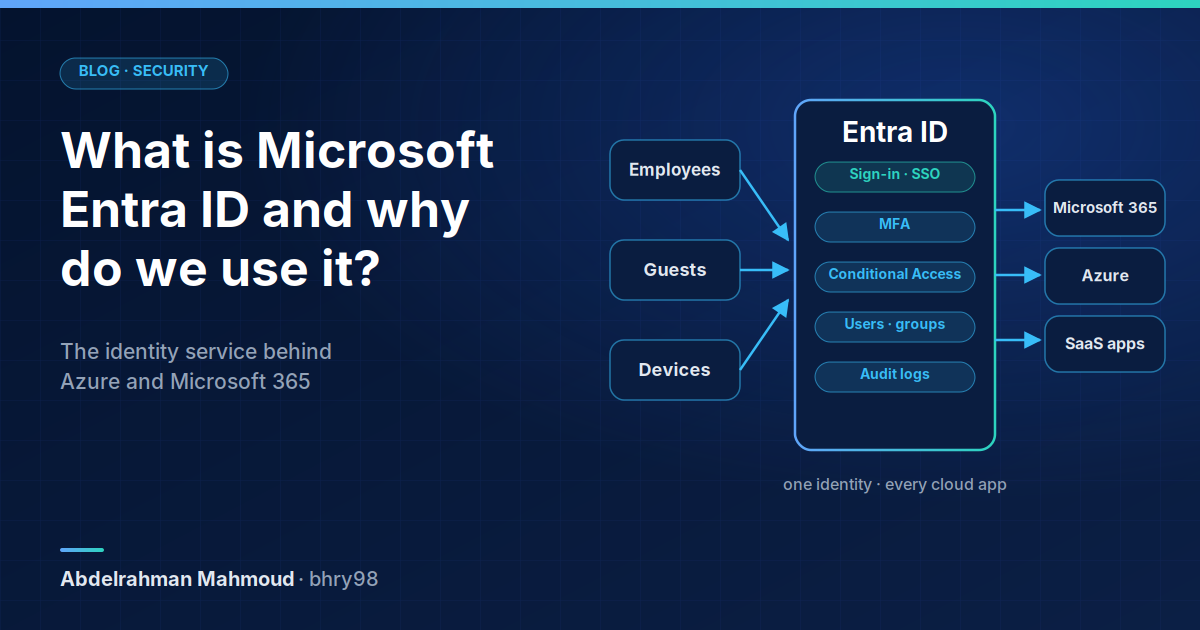 BLOG · SECURITY
What is Microsoft
Entra ID and why
do we use it?
The identity service behind
Azure and Microsoft 365
Employees
Guests
Devices
Entra ID
Sign-in · SSO
MFA
Conditional Access
Users · groups
Audit logs
Microsoft 365
Azure
SaaS apps
one identity · every cloud app
Abdelrahman Mahmoud · bhry98